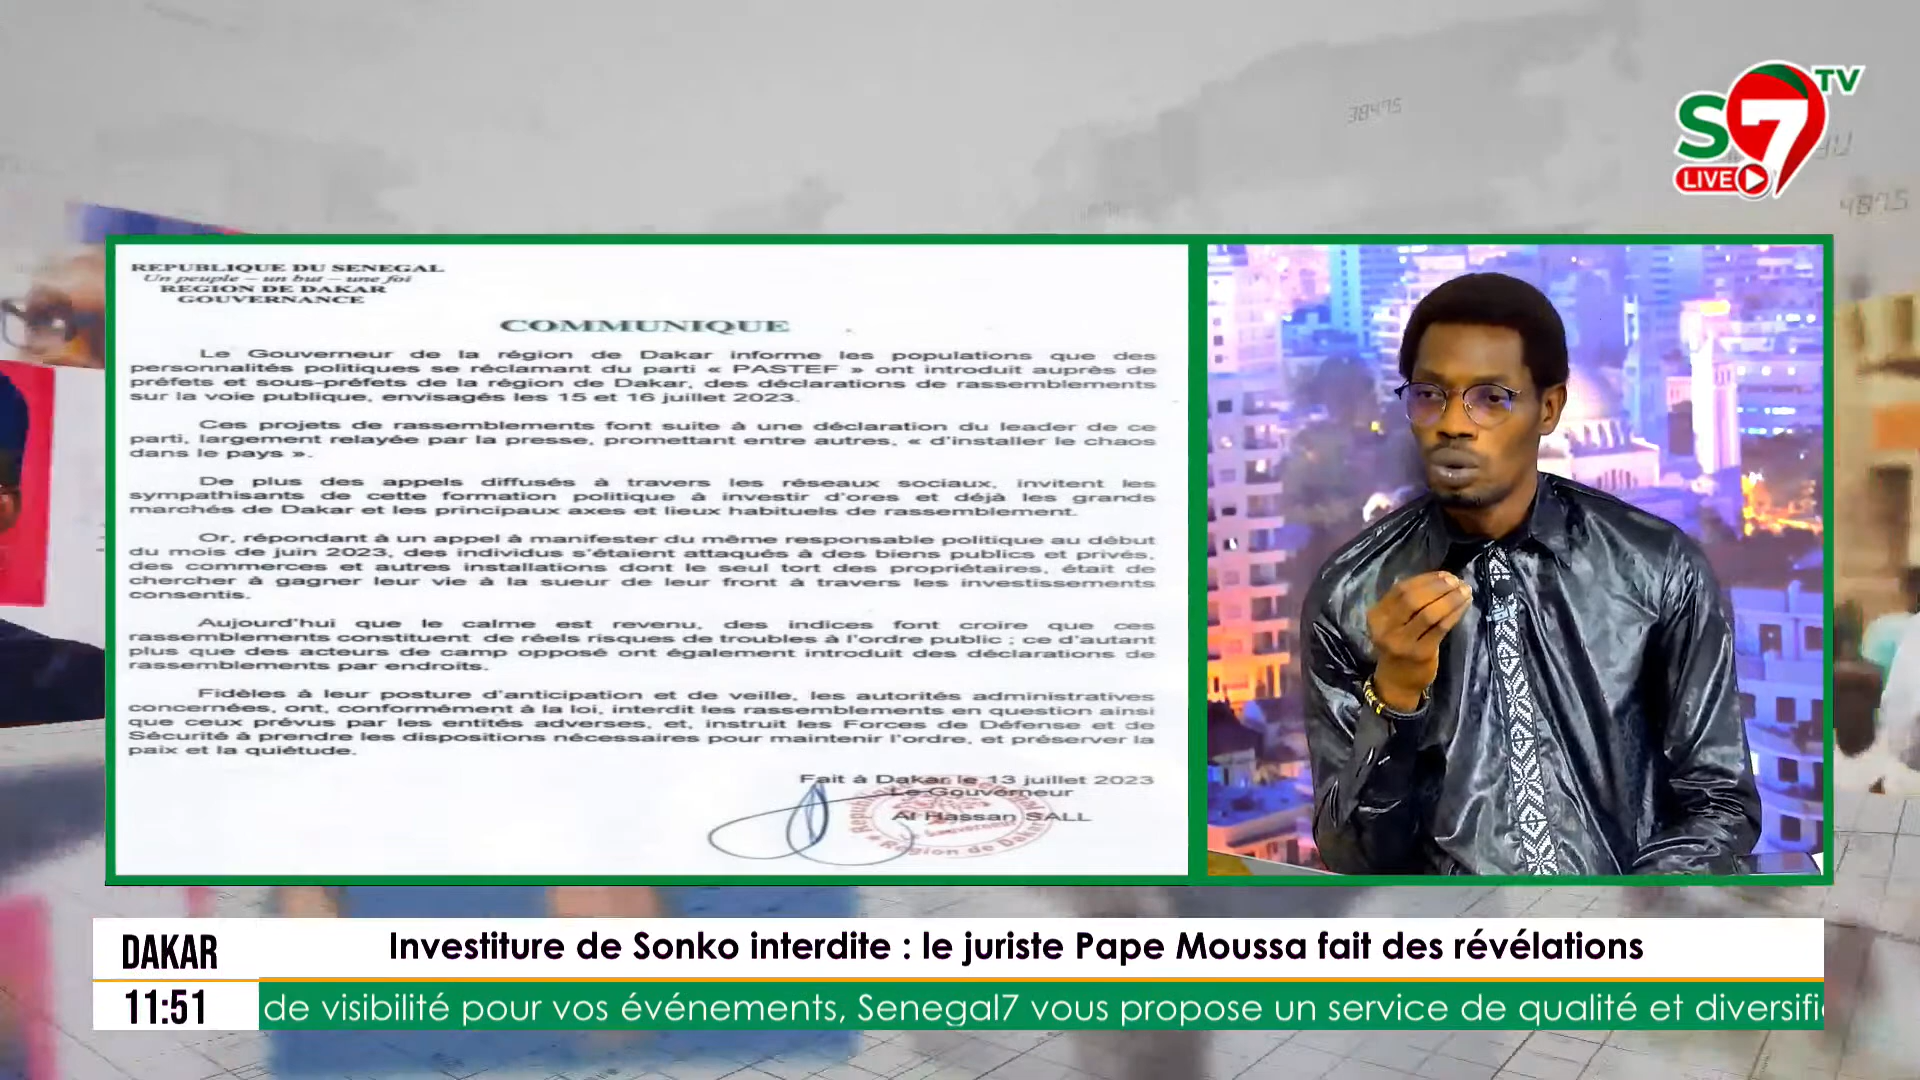 38475
S7 TV
LIVE
4875
REPUBLIQUE DU SENEGAL
Un peuple – un but – une foi
REGION DE DAKAR
GOUVERNANCE
COMMUNIQUE
Le Gouverneur de la région de Dakar informe les populations que des
personnalités politiques se réclamant du parti « PASTEF » ont introduit auprès de
préfets et sous-préfets de la région de Dakar, des déclarations de rassemblements
sur la voie publique, envisagés les 15 et 16 juillet 2023.
Ces projets de rassemblements font suite à une déclaration du leader de ce
parti, largement relayée par la presse, promettant entre autres, « d'installer le chaos
dans le pays ».
De plus des appels diffusés à travers les réseaux sociaux, invitent les
sympathisants de cette formation politique à investir d'ores et déjà les grands
marchés de Dakar et les principaux axes et lieux habituels de rassemblement.
Or, répondant à un appel à manifester du même responsable politique au début
du mois de juin 2023, des individus s'étaient attaqués à des biens publics et privés,
des commerces et autres installations dont le seul tort des propriétaires, était de
chercher à gagner leur vie à la sueur de leur front à travers les investissements
consentis.
Aujourd'hui que le calme est revenu, des indices font croire que ces
rassemblements constituent de réels risques de troubles à l'ordre public ; ce d'autant
plus que des acteurs de camp opposé ont également introduit des déclarations de
rassemblements par endroits.
Fidèles à leur posture d'anticipation et de veille, les autorités administratives
concernées, ont, conformément à la loi, interdit les rassemblements en question ainsi
que ceux prévus par les entités adverses, et, instruit les Forces de Défense et de
Sécurité à prendre les dispositions nécessaires pour maintenir l'ordre, et préserver la
paix et la quiétude.
Fait à Dakar le 13 juillet 2023
Le Gouverneur
Al Hassan SALL
Région de Dakar
DAKAR
Investiture de Sonko interdite : le juriste Pape Moussa fait des révélations
11:51
de visibilité pour vos événements, Senegal7 vous propose un service de qualité et diversifi